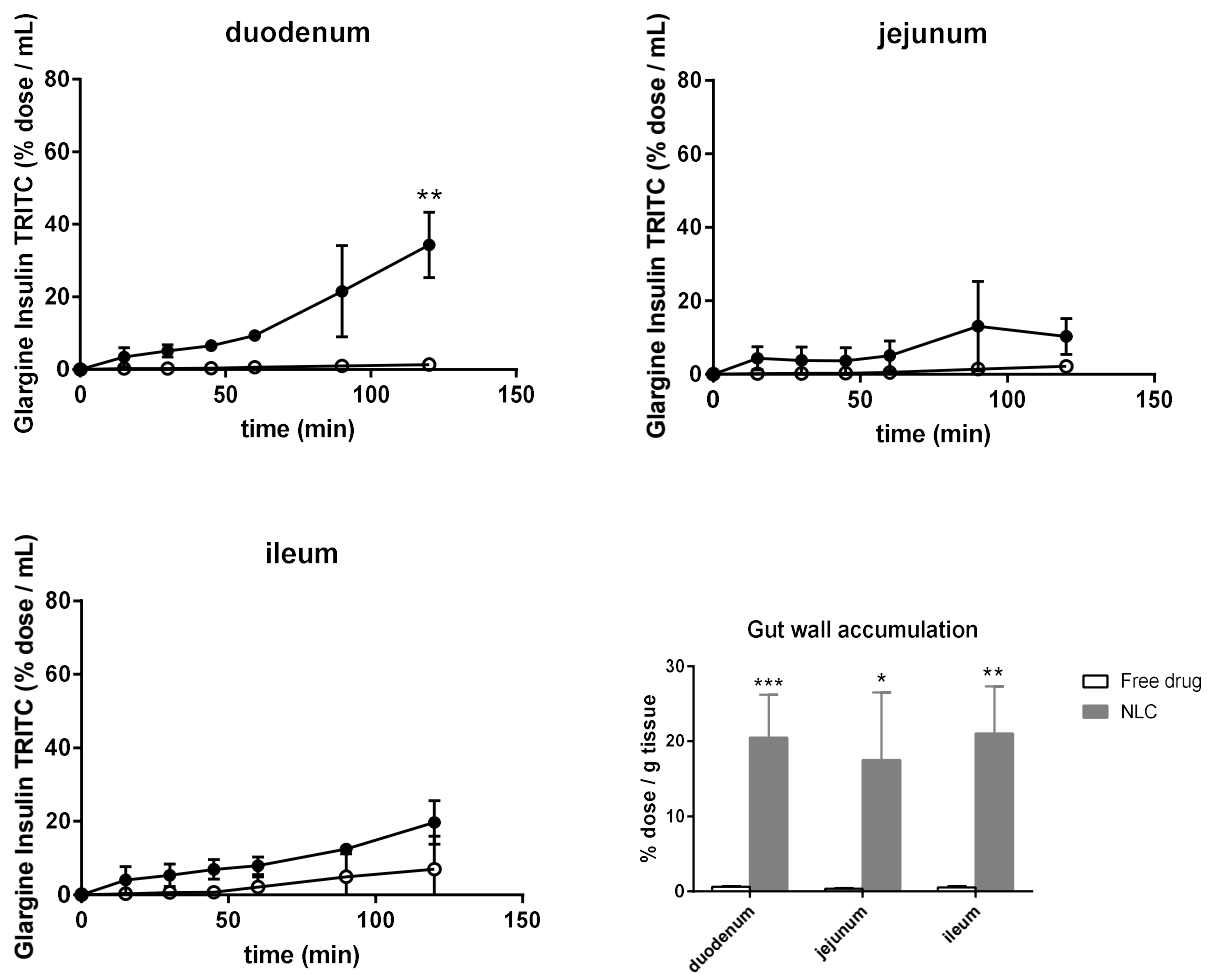 duodenum
Glargine Insulin TRITC (% dose / mL)
80
60
40
20
0
**
0 50 100 150
time (min)
jejunum
Glargine Insulin TRITC (% dose / mL)
80
60
40
20
0
0 50 100 150
time (min)
ileum
Glargine Insulin TRITC (% dose / mL)
80
60
40
20
0
0 50 100 150
time (min)
Gut wall accumulation
% dose / g tissue
30
20
10
0
*** * **
duodenum jejunum ileum
Free drug
NLC